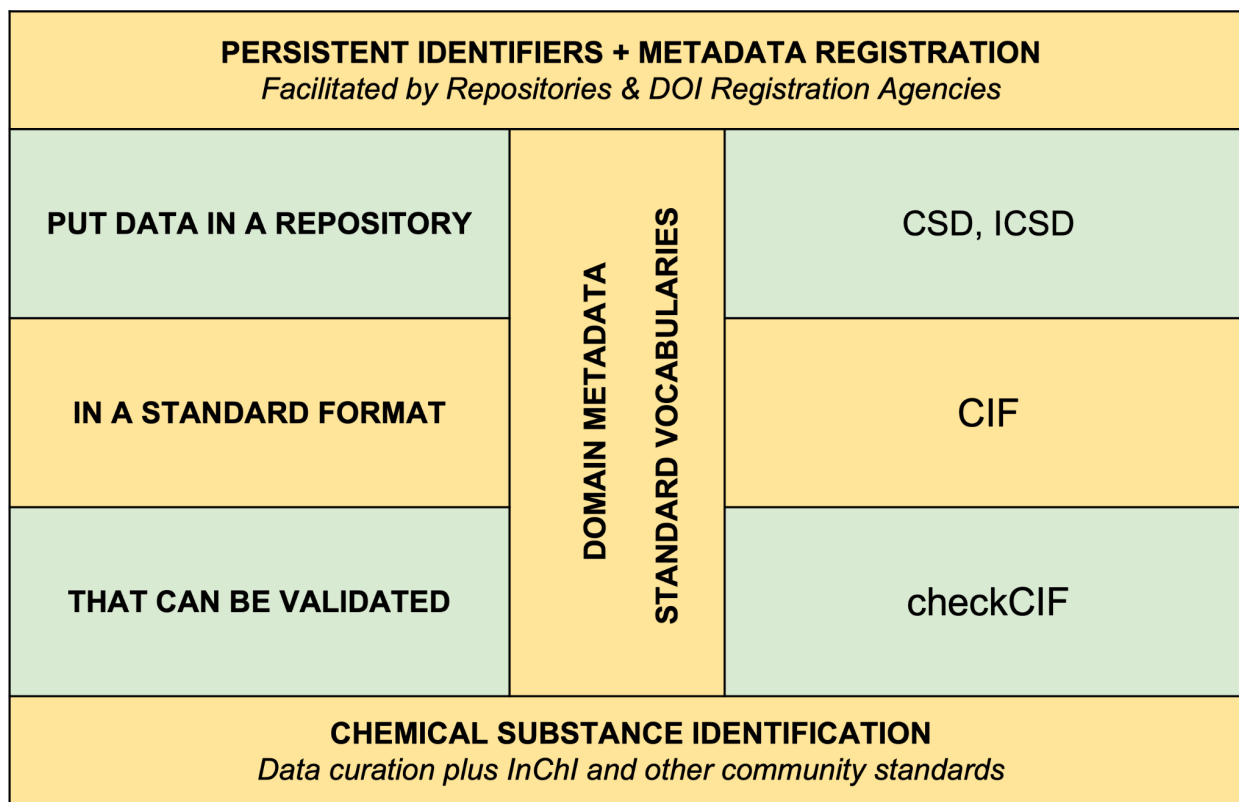 PERSISTENT IDENTIFIERS + METADATA REGISTRATION
Facilitated by Repositories & DOI Registration Agencies
PUT DATA IN A REPOSITORY
DOMAIN METADATA
STANDARD VOCABULARIES
CSD, ICSD
IN A STANDARD FORMAT
CIF
THAT CAN BE VALIDATED
checkCIF
CHEMICAL SUBSTANCE IDENTIFICATION
Data curation plus InChI and other community standards